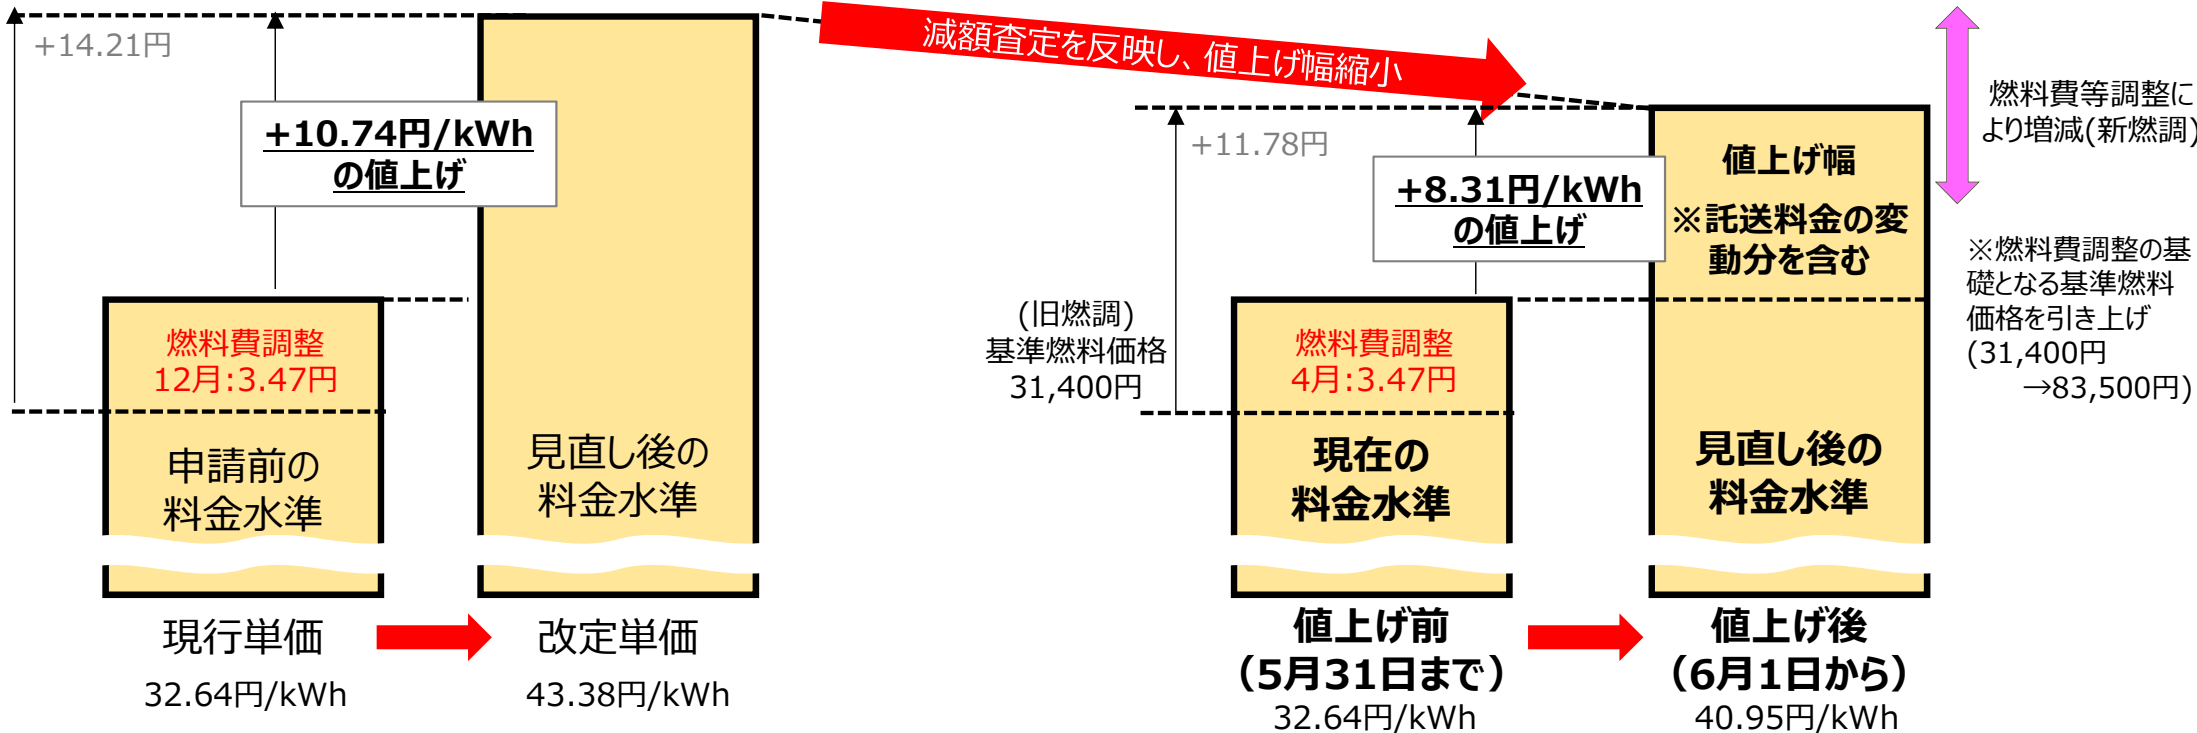 +14.21円
+10.74円/kWh
の値上げ
燃料費調整
12月:3.47円
申請前の
料金水準
見直し後の
料金水準
現行単価
32.64円/kWh
改定単価
43.38円/kWh
減額査定を反映し、値上げ幅縮小
+11.78円
+8.31円/kWh
の値上げ
(旧燃調)
基準燃料価格
31,400円
燃料費調整
4月:3.47円
現在の
料金水準
値上げ幅
※託送料金の変
動分を含む
見直し後の
料金水準
値上げ前
（5月31日まで）
32.64円/kWh
値上げ後
（6月1日から）
40.95円/kWh
燃料費等調整に
より増減(新燃調)
※燃料費調整の基
礎となる基準燃料
価格を引き上げ
(31,400円
→83,500円)